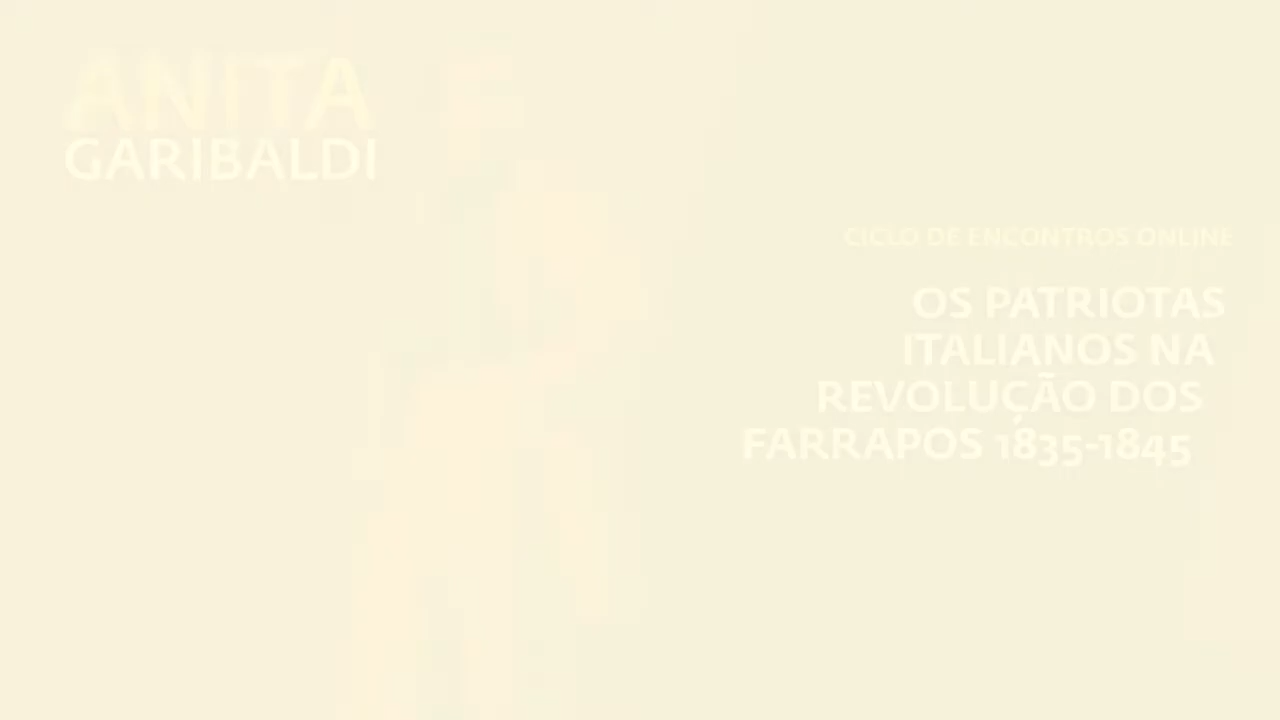 ANITA
GARIBALDI
CICLO DE ENCONTROS ONLINE
OS PATRIOTAS
ITALIANOS NA
REVOLUÇÃO DOS
FARRAPOS 1835-1845